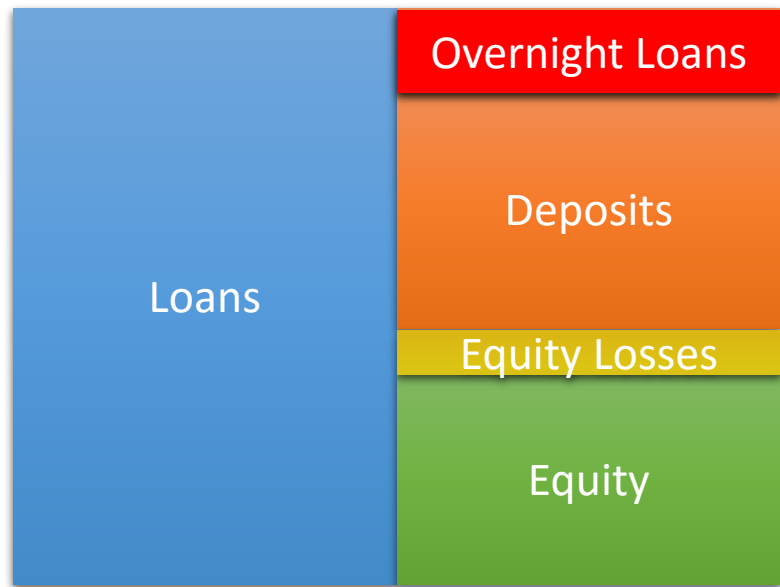 Overnight Loans
Deposits
Loans
Equity Losses
Equity